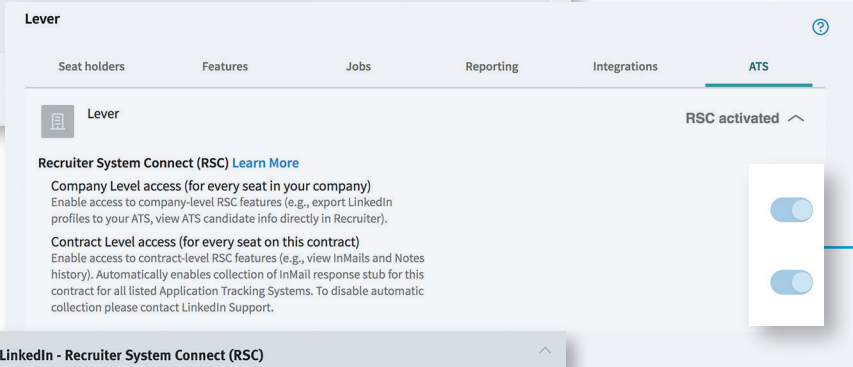 Lever
?
Seat holders Features Jobs Reporting Integrations ATS
Lever RSC activated
Recruiter System Connect (RSC) Learn More
Company Level access (for every seat in your company)
Enable access to company-level RSC features (e.g., export LinkedIn
profiles to your ATS, view ATS candidate info directly in Recruiter).
Contract Level access (for every seat on this contract)
Enable access to contract-level RSC features (e.g., view InMails and Notes
history). Automatically enables collection of InMail response stub for this
contract for all listed Application Tracking Systems. To disable automatic
collection please contact LinkedIn Support.
LinkedIn - Recruiter System Connect (RSC)